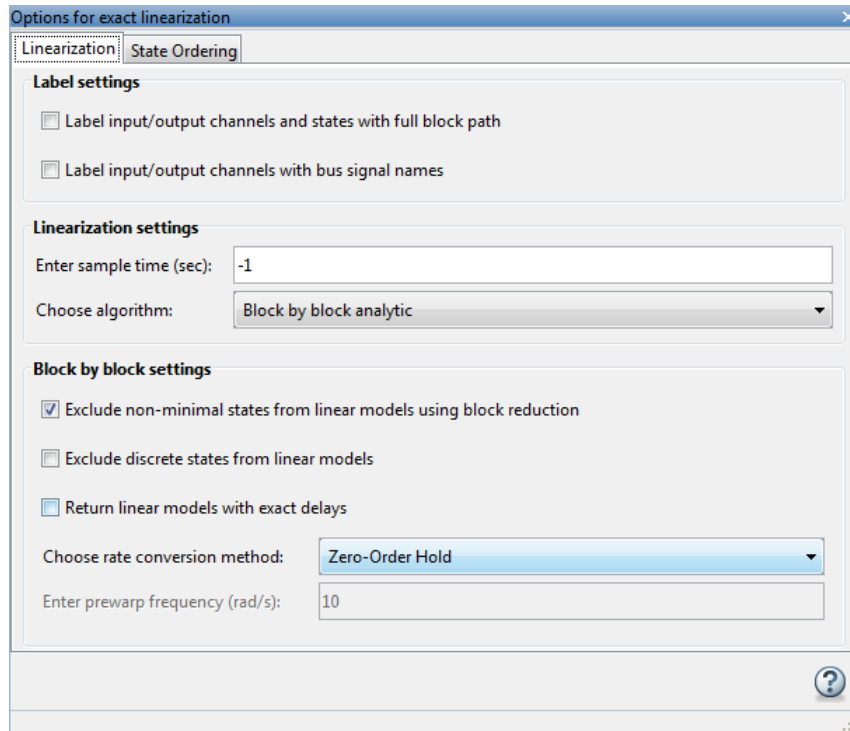 Options for exact linearization
Linearization State Ordering
Label settings
Label input/output channels and states with full block path
Label input/output channels with bus signal names
Linearization settings
Enter sample time (sec): -1
Choose algorithm: Block by block analytic
Block by block settings
Exclude non-minimal states from linear models using block reduction
Exclude discrete states from linear models
Return linear models with exact delays
Choose rate conversion method: Zero-Order Hold
Enter prewarp frequency (rad/s): 10
?